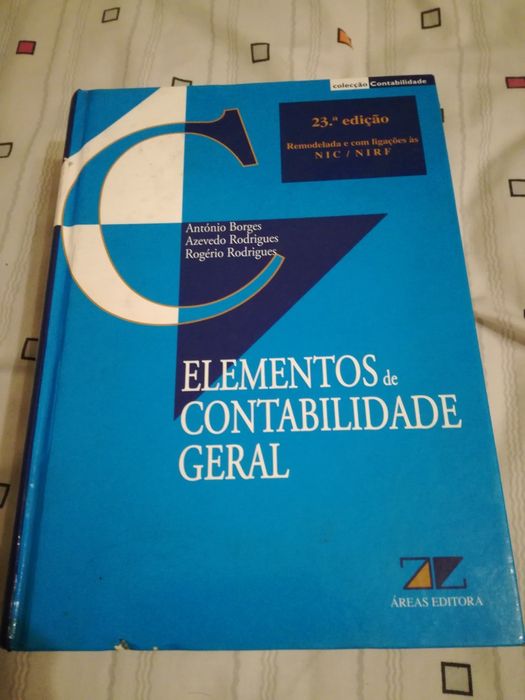 colecção Contabilidade
23.ª edição
Remodelada e com ligações às
NIC / NIRF
António Borges
Azevedo Rodrigues
Rogério Rodrigues
ELEMENTOS de
CONTABILIDADE
GERAL
ÁREAS EDITORA